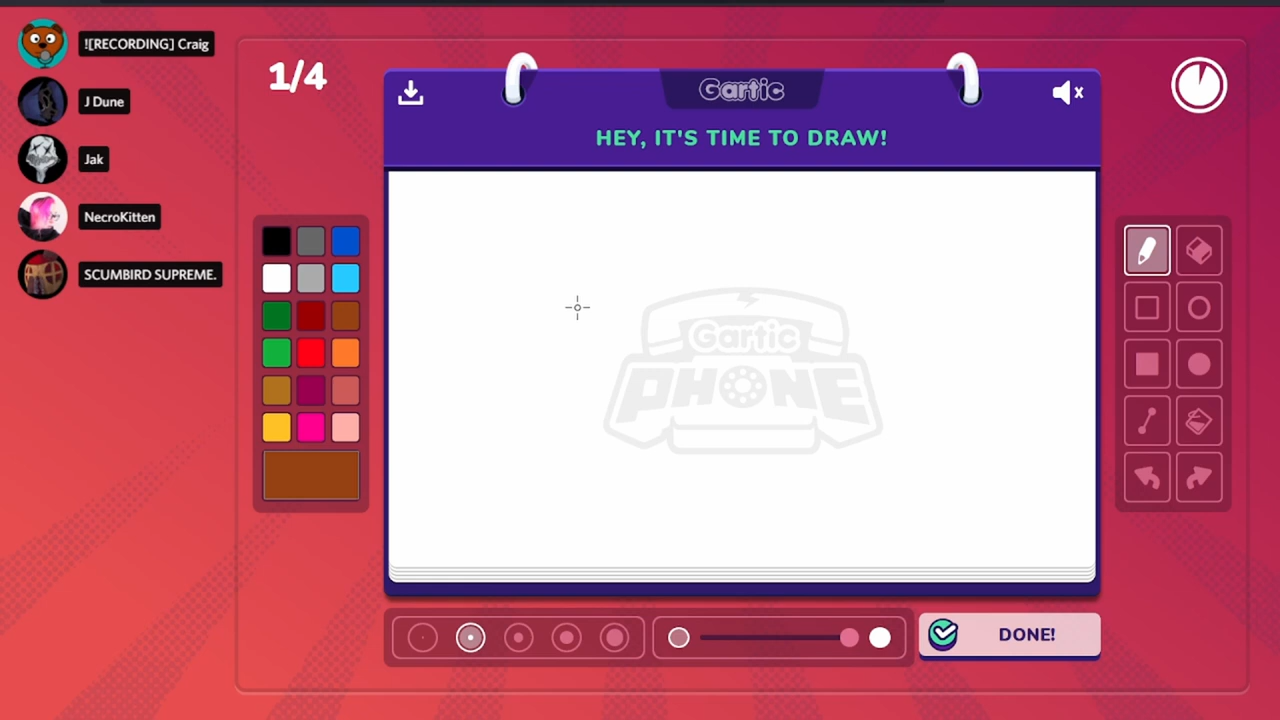 ![RECORDING] Craig
J Dune
Jak
NecroKitten
SCUMBIRD SUPREME.
1/4
Gartic
HEY, IT'S TIME TO DRAW!
Gartic
PHONE
DONE!